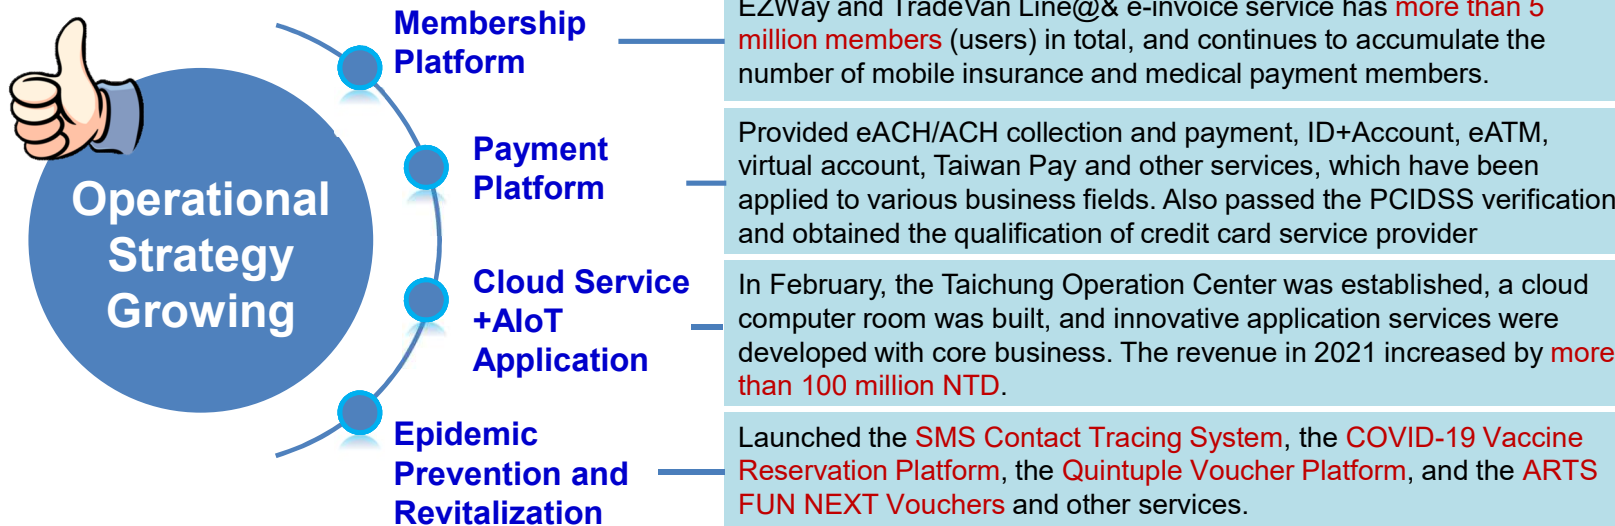 Operational
Strategy
Growing
Membership
Platform
EZWay and TradeVan Line@& e-invoice service has more than 5
million members (users) in total, and continues to accumulate the
number of mobile insurance and medical payment members.
Payment
Platform
Provided eACH/ACH collection and payment, ID+Account, eATM,
virtual account, Taiwan Pay and other services, which have been
applied to various business fields. Also passed the PCIDSS verification
and obtained the qualification of credit card service provider
Cloud Service
+AIoT
Application
In February, the Taichung Operation Center was established, a cloud
computer room was built, and innovative application services were
developed with core business. The revenue in 2021 increased by more
than 100 million NTD.
Epidemic
Prevention and
Revitalization
Launched the SMS Contact Tracing System, the COVID-19 Vaccine
Reservation Platform, the Quintuple Voucher Platform, and the ARTS
FUN NEXT Vouchers and other services.